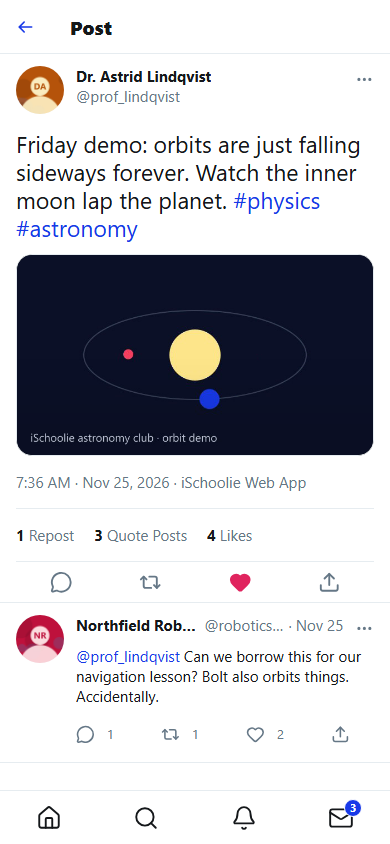 Post
DA
Dr. Astrid Lindqvist
@prof_lindqvist
Friday demo: orbits are just falling
sideways forever. Watch the inner
moon lap the planet. #physics
#astronomy
iSchoolie astronomy club · orbit demo
7:36 AM · Nov 25, 2026 · iSchoolie Web App
1 Repost 3 Quote Posts 4 Likes
NR
Northfield Rob... @robotics... · Nov 25
@prof_lindqvist Can we borrow this for our
navigation lesson? Bolt also orbits things.
Accidentally.
1 1 2
3